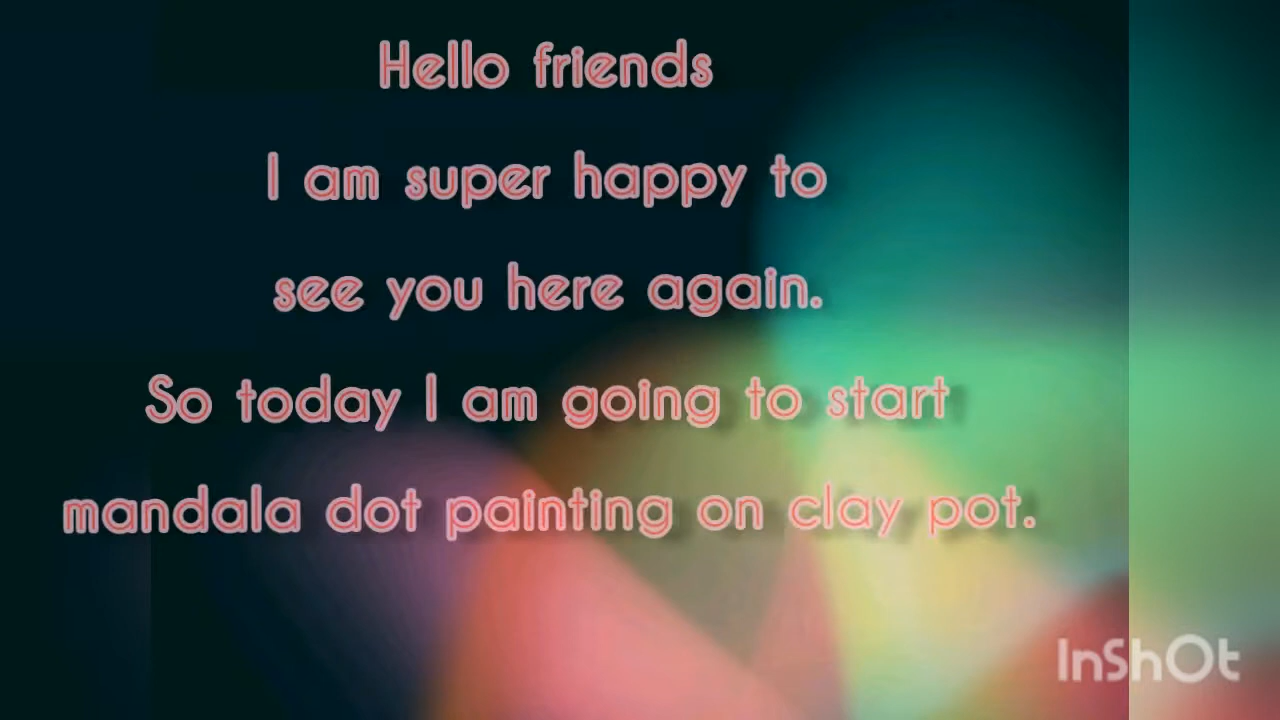 Hello friends
I am super happy to
see you here again.
So today I am going to start
mandala dot painting on clay pot.
InShOt